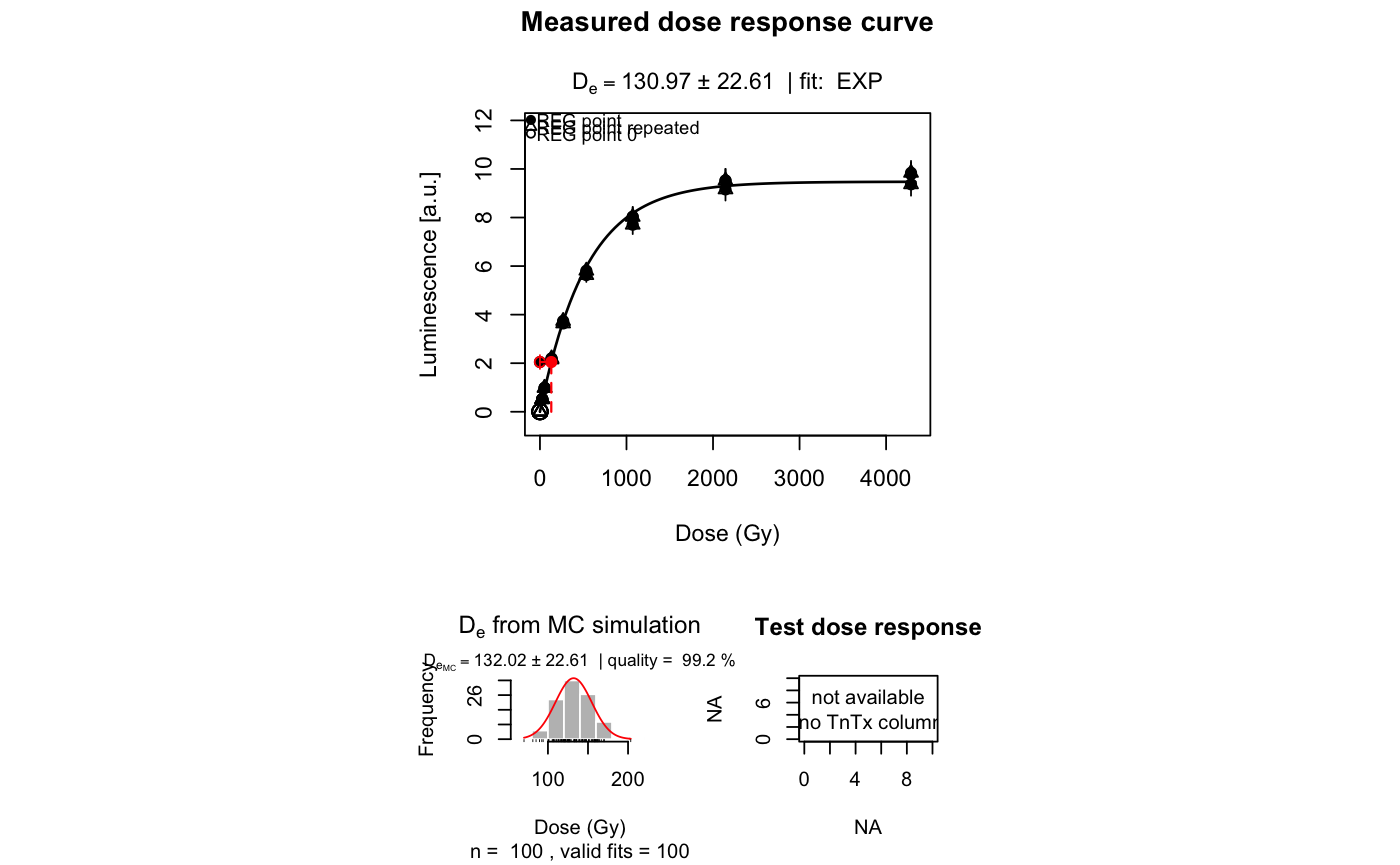 Measured dose response curve
De = 130.97 ± 22.61 | fit: EXP
REG point
REG point repeated
REG point 0
Luminescence [a.u.]
12
10
8
6
4
2
0
0 1000 2000 3000 4000
Dose (Gy)
De from MC simulation
DeMC = 132.02 ± 22.61 | quality = 99.2 %
Frequency
26
0
100 200
Dose (Gy)
n = 100 , valid fits = 100
Test dose response
NA
6
0
not available
no TnTx column
0 4 8
NA